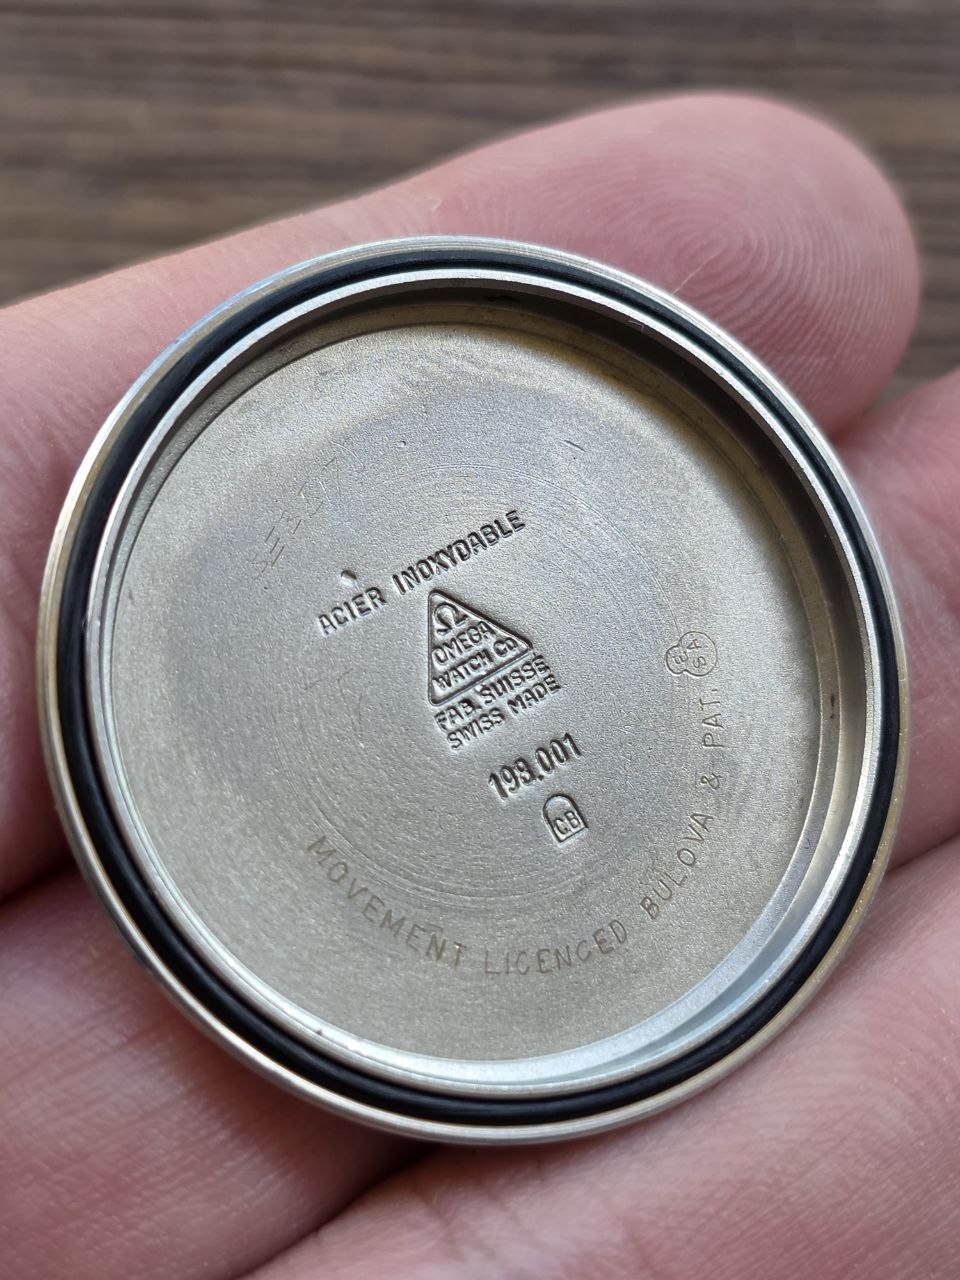 ACIER INOXYDABLE
Ω
OMEGA
WATCH Co
FAB. SUISSE
SWISS MADE
198.001
CB
MOVEMENT LICENCED BULOVA & PAT.